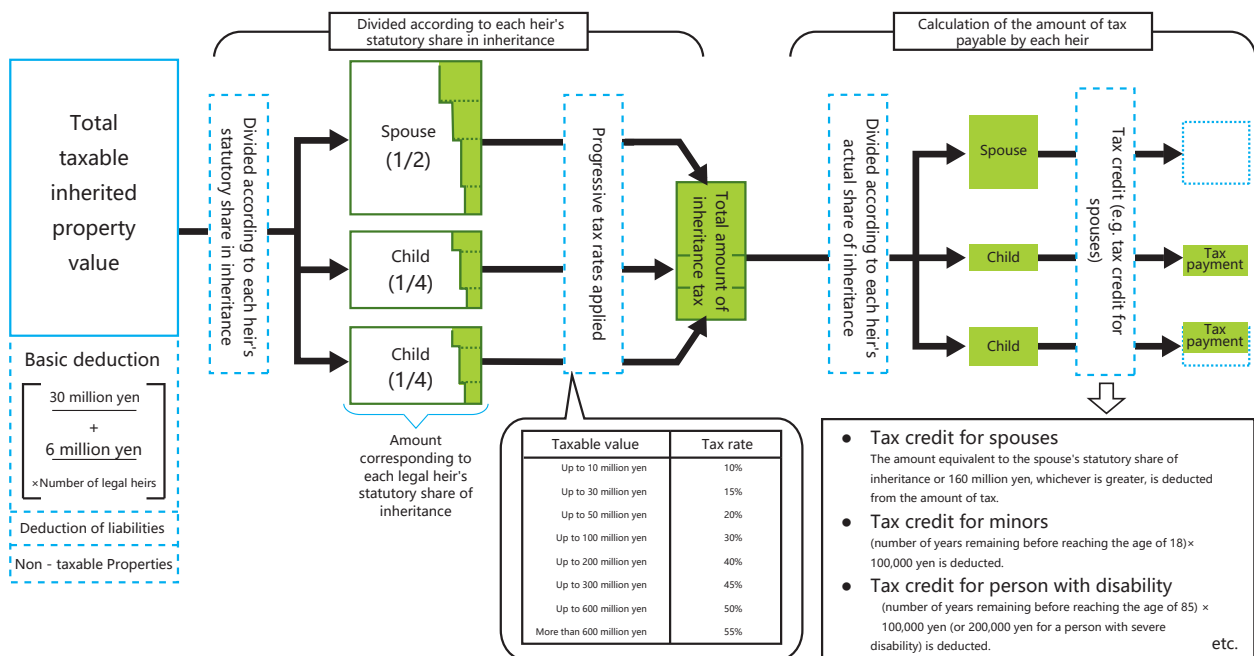 Divided according to each heir's
statutory share in inheritance
Calculation of the amount of tax
payable by each heir
Total
taxable
inherited
property
value
Basic deduction
30 million yen
+
6 million yen
×Number of legal heirs
Deduction of liabilities
Non - taxable Properties
Divided according to each heir's
statutory share in inheritance
Spouse
(1/2)
Child
(1/4)
Child
(1/4)
Amount
corresponding to
each legal heir's
statutory share of
inheritance
Progressive tax rates applied
Taxable value Tax rate
Up to 10 million yen 10%
Up to 30 million yen 15%
Up to 50 million yen 20%
Up to 100 million yen 30%
Up to 200 million yen 40%
Up to 300 million yen 45%
Up to 600 million yen 50%
More than 600 million yen 55%
Total amount of
inheritance tax
Divided according to each heir's
actual share of inheritance
Spouse
Child
Child
Tax credit (e.g. tax credit for
spouses)
Tax
payment
Tax
payment
● Tax credit for spouses
The amount equivalent to the spouse's statutory share of
inheritance or 160 million yen, whichever is greater, is deducted
from the amount of tax.
● Tax credit for minors
(number of years remaining before reaching the age of 18)×
100,000 yen is deducted.
● Tax credit for person with disability
(number of years remaining before reaching the age of 85) ×
100,000 yen (or 200,000 yen for a person with severe
disability) is deducted.
etc.